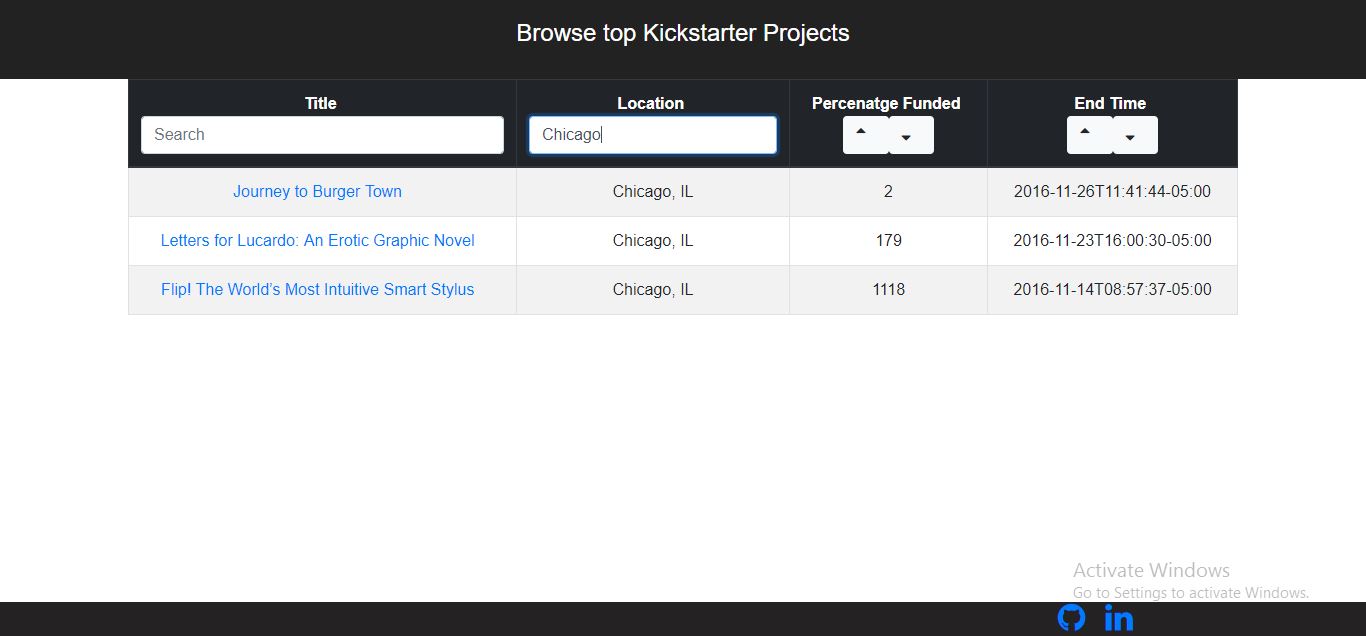 Browse top Kickstarter Projects
Title Location Percenatge Funded End Time
Search Chicago
Journey to Burger Town Chicago, IL 2 2016-11-26T11:41:44-05:00
Letters for Lucardo: An Erotic Graphic Novel Chicago, IL 179 2016-11-23T16:00:30-05:00
Flip! The World’s Most Intuitive Smart Stylus Chicago, IL 1118 2016-11-14T08:57:37-05:00
Activate Windows
Go to Settings to activate Windows.
in